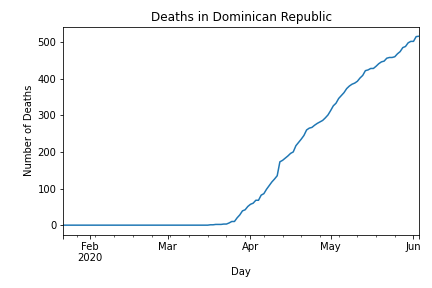 Deaths in Dominican Republic
Number of Deaths
500
400
300
200
100
0
Feb
2020
Mar
Apr
May
Jun
Day